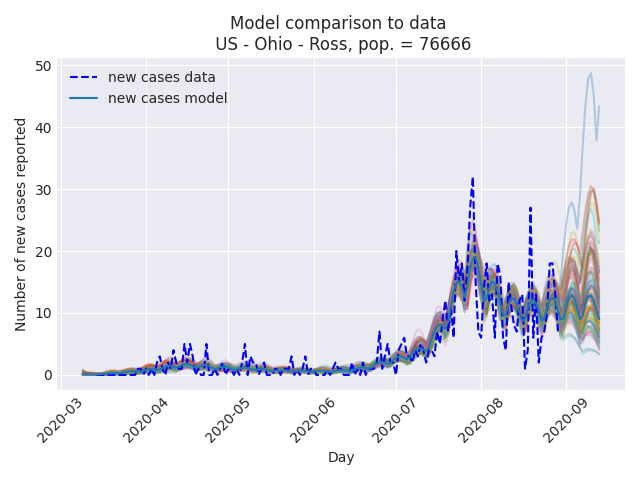 Model comparison to data
US - Ohio - Ross, pop. = 76666
new cases data
new cases model
Number of new cases reported
50
40
30
20
10
0
2020-03
2020-04
2020-05
2020-06
2020-07
2020-08
2020-09
Day